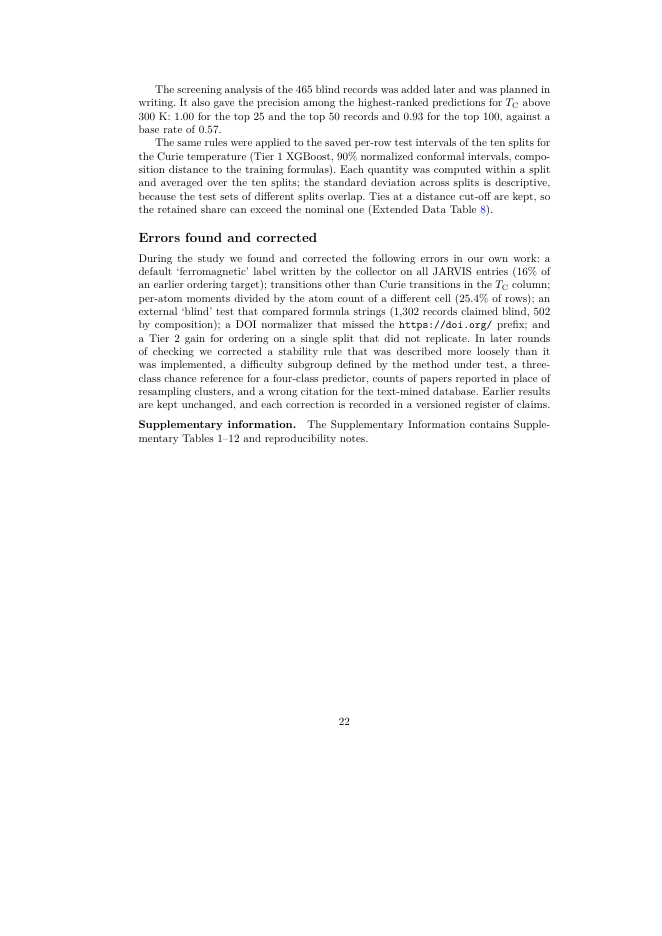 The screening analysis of the 465 blind records was added later and was planned in
writing. It also gave the precision among the highest-ranked predictions for T_C above
300 K: 1.00 for the top 25 and the top 50 records and 0.93 for the top 100, against a
base rate of 0.57.
The same rules were applied to the saved per-row test intervals of the ten splits for
the Curie temperature (Tier 1 XGBoost, 90% normalized conformal intervals, compo-
sition distance to the training formulas). Each quantity was computed within a split
and averaged over the ten splits; the standard deviation across splits is descriptive,
because the test sets of different splits overlap. Ties at a distance cut-off are kept, so
the retained share can exceed the nominal one (Extended Data Table 8).
Errors found and corrected
During the study we found and corrected the following errors in our own work: a
default ‘ferromagnetic’ label written by the collector on all JARVIS entries (16% of
an earlier ordering target); transitions other than Curie transitions in the T_C column;
per-atom moments divided by the atom count of a different cell (25.4% of rows); an
external ‘blind’ test that compared formula strings (1,302 records claimed blind, 502
by composition); a DOI normalizer that missed the https://doi.org/ prefix; and
a Tier 2 gain for ordering on a single split that did not replicate. In later rounds
of checking we corrected a stability rule that was described more loosely than it
was implemented, a difficulty subgroup defined by the method under test, a three-
class chance reference for a four-class predictor, counts of papers reported in place of
resampling clusters, and a wrong citation for the text-mined database. Earlier results
are kept unchanged, and each correction is recorded in a versioned register of claims.
Supplementary information. The Supplementary Information contains Supple-
mentary Tables 1–12 and reproducibility notes.
22